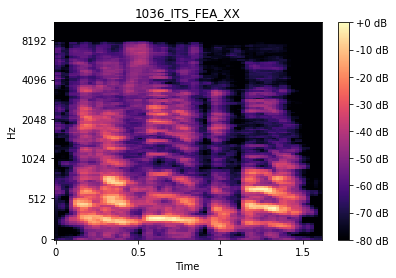 1036_ITS_FEA_XX
+0 dB
8192
-10 dB
4096
-20 dB
-30 dB
2048
Hz
-40 dB
1024
-50 dB
512
-60 dB
-70 dB
0
-80 dB
0 0.5 1 1.5
Time